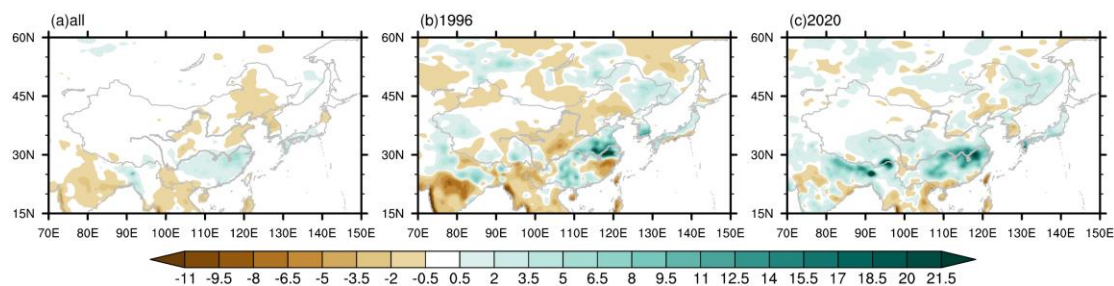 (a)all (b)1996 (c)2020
60N 60N 60N
45N 45N 45N
30N 30N 30N
15N 15N 15N
70E 80E 90E 100E 110E 120E 130E 140E 150E 70E 80E 90E 100E 110E 120E 130E 140E 150E 70E 80E 90E 100E 110E 120E 130E 140E 150E
-11 -9.5 -8 -6.5 -5 -3.5 -2 -0.5 0.5 2 3.5 5 6.5 8 9.5 11 12.5 14 15.5 17 18.5 20 21.5